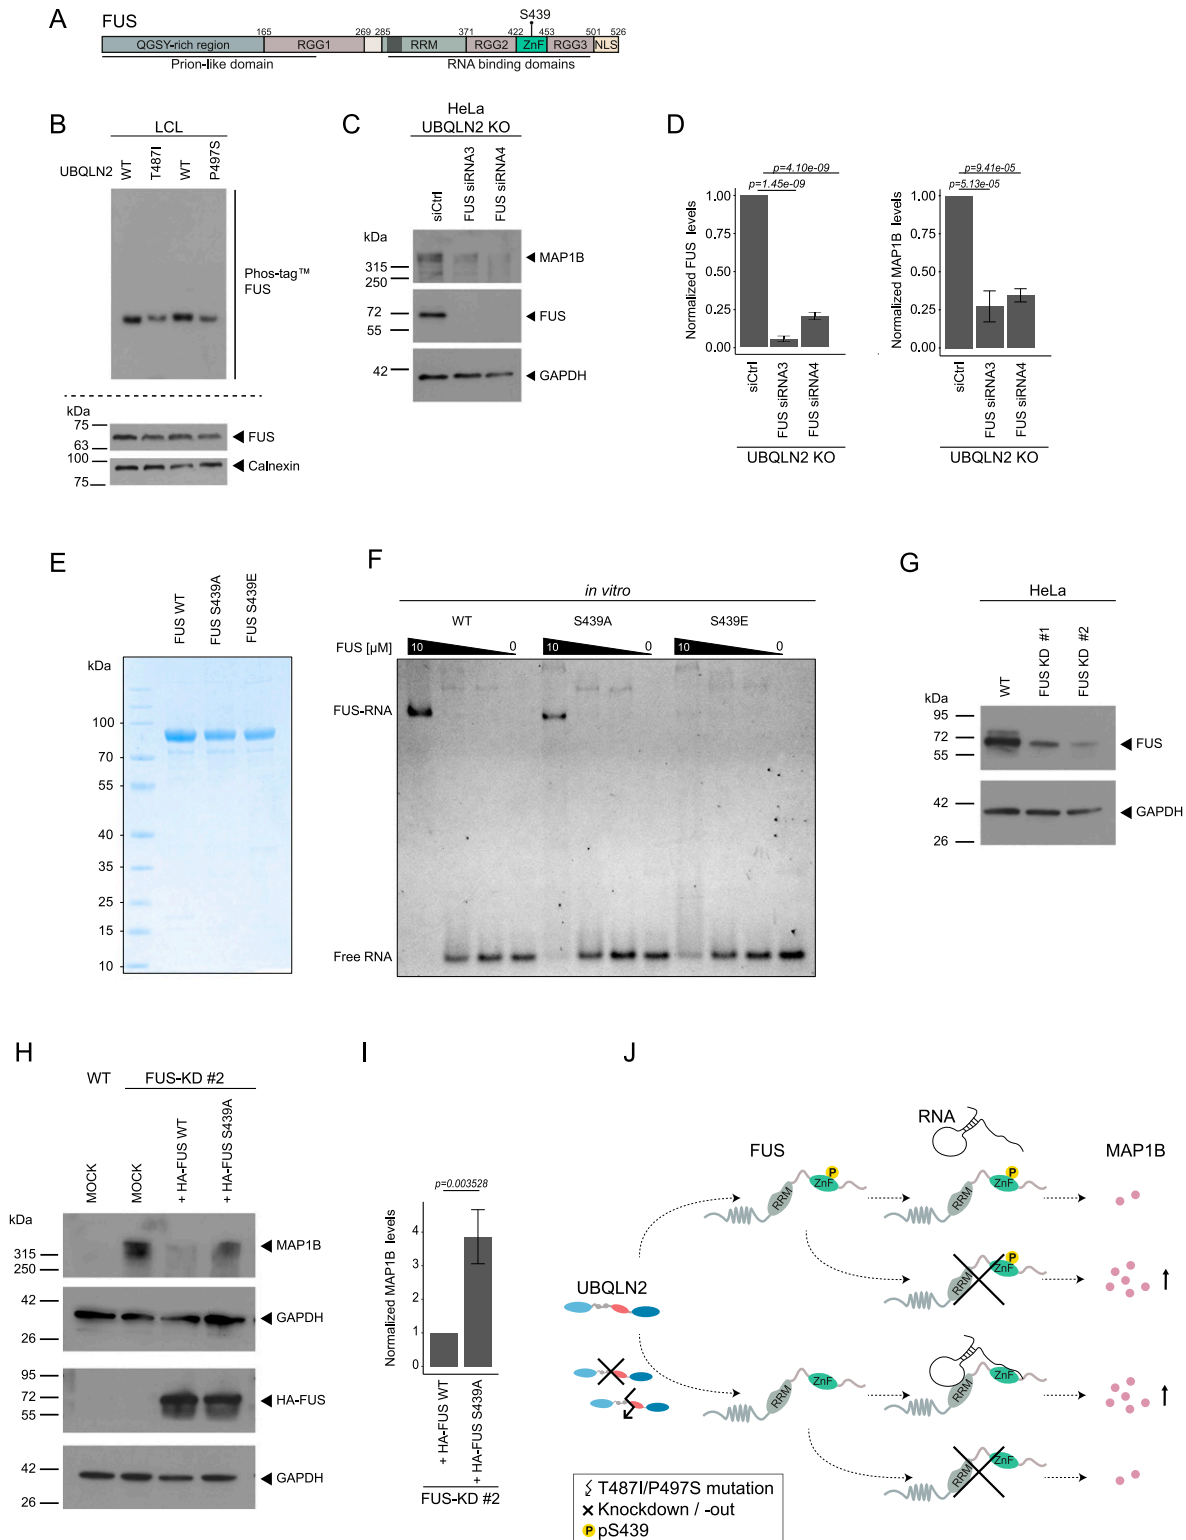 A
FUS
S439
165 269 285 371 422 453 501 526
QGSY-rich region RGG1 RRM RGG2 ZnF RGG3 NLS
Prion-like domain RNA binding domains
B
LCL
UBQLN2 WT T487I WT P497S
Phos-tag™
FUS
kDa
75
63
FUS
100
75
Calnexin
C
HeLa
UBQLN2 KO
siCtrl FUS siRNA3 FUS siRNA4
kDa
315
250
MAP1B
72
55
FUS
42
GAPDH
D
p=4.10e-09
p=1.45e-09
Normalized FUS levels
1.00
0.75
0.50
0.25
0.00
siCtrl FUS siRNA3 FUS siRNA4
UBQLN2 KO
p=9.41e-05
p=5.13e-05
Normalized MAP1B levels
1.00
0.75
0.50
0.25
0.00
siCtrl FUS siRNA3 FUS siRNA4
UBQLN2 KO
E
FUS WT FUS S439A FUS S439E
kDa
100
70
55
40
35
25
15
10
F
in vitro
WT S439A S439E
FUS [µM] 10 0 10 0 10 0
FUS-RNA
Free RNA
G
HeLa
WT FUS KD #1 FUS KD #2
kDa
95
72
55
FUS
42
26
GAPDH
H
WT FUS-KD #2
MOCK MOCK + HA-FUS WT + HA-FUS S439A
kDa
315
250
MAP1B
42
26
GAPDH
95
72
55
HA-FUS
42
26
GAPDH
I
p=0.003528
Normalized MAP1B levels
4
3
2
1
0
+ HA-FUS WT + HA-FUS S439A
FUS-KD #2
J
RNA
FUS MAP1B
RRM ZnF P RRM ZnF P
RRM ZnF P
UBQLN2
RRM ZnF RRM ZnF
RRM ZnF
T487I/P497S mutation
Knockdown / -out
P pS439